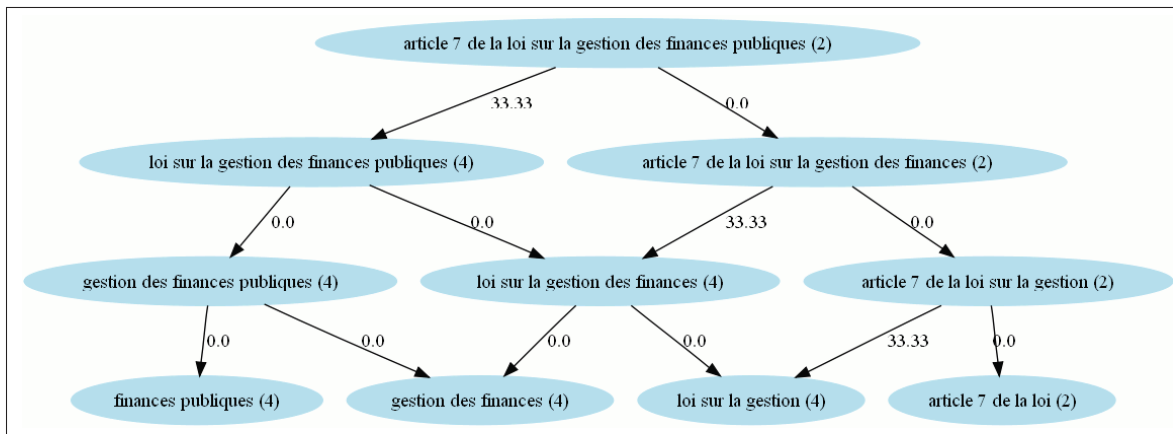 article 7 de la loi sur la gestion des finances publiques (2)
33.33 0.0
loi sur la gestion des finances publiques (4) article 7 de la loi sur la gestion des finances (2)
0.0 0.0 33.33 0.0
gestion des finances publiques (4) loi sur la gestion des finances (4) article 7 de la loi sur la gestion (2)
0.0 0.0 0.0 0.0 33.33 0.0
finances publiques (4) gestion des finances (4) loi sur la gestion (4) article 7 de la loi (2)